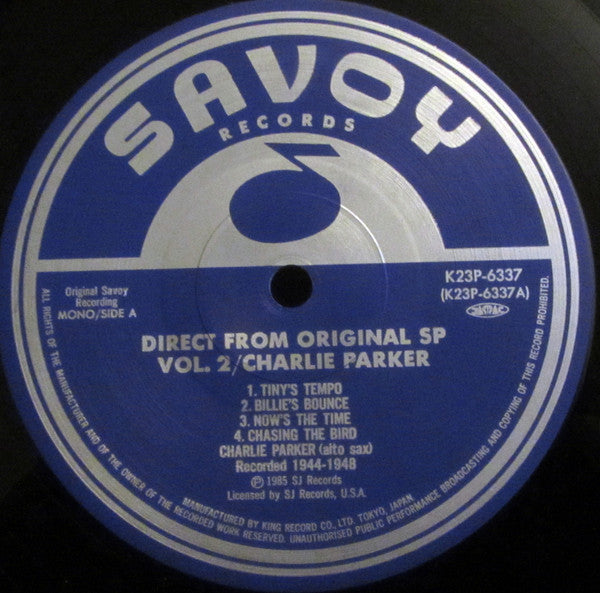 SAVOY
RECORDS
Original Savoy
Recording
MONO/SIDE A
K23P-6337
(K23P-6337A)
JASRAC
DIRECT FROM ORIGINAL SP
VOL. 2/CHARLIE PARKER
1. TINY'S TEMPO
2. BILLIE'S BOUNCE
3. NOW'S THE TIME
4. CHASING THE BIRD
CHARLIE PARKER (alto sax)
Recorded 1944-1948
Ⓟ 1985 SJ Records
Licensed by SJ Records, U.S.A.
MANUFACTURED BY KING RECORD CO., LTD. TOKYO, JAPAN.
ALL RIGHTS OF THE MANUFACTURER AND OF THE OWNER OF THE RECORDED WORK RESERVED. UNAUTHORISED PUBLIC PERFORMANCE BROADCASTING AND COPYING OF THIS RECORD PROHIBITED.